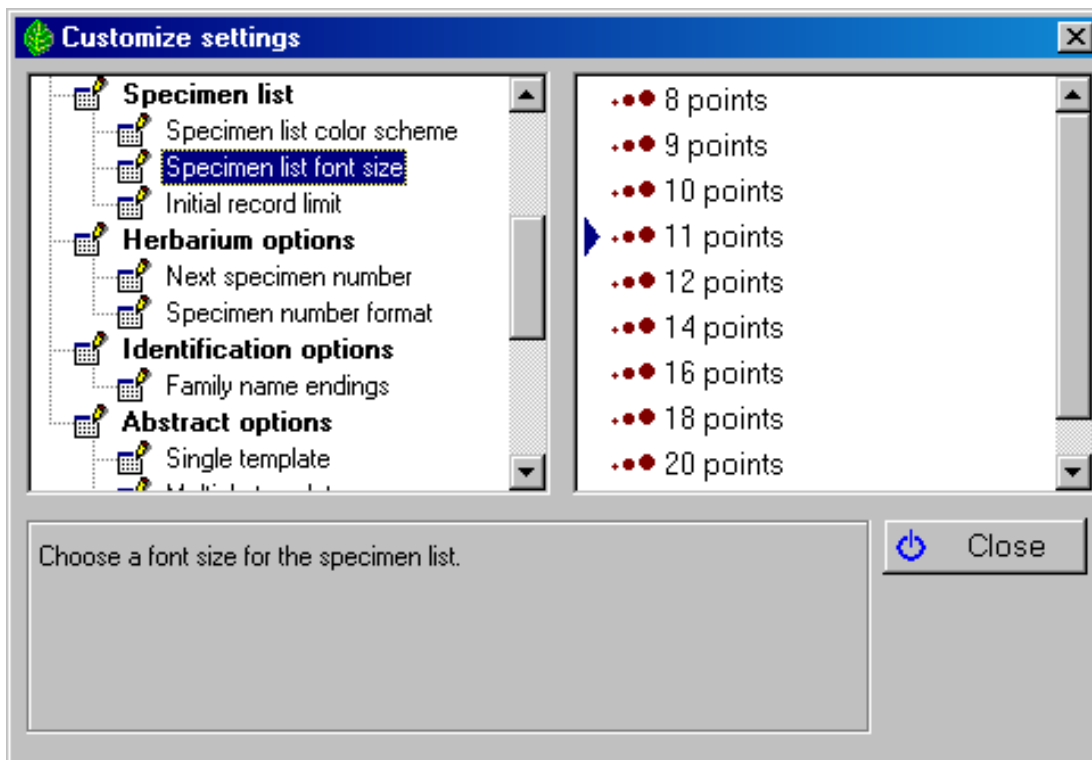 Customize settings
Specimen list
Specimen list color scheme
Specimen list font size
Initial record limit
Herbarium options
Next specimen number
Specimen number format
Identification options
Family name endings
Abstract options
Single template
8 points
9 points
10 points
11 points
12 points
14 points
16 points
18 points
20 points
Choose a font size for the specimen list.
Close